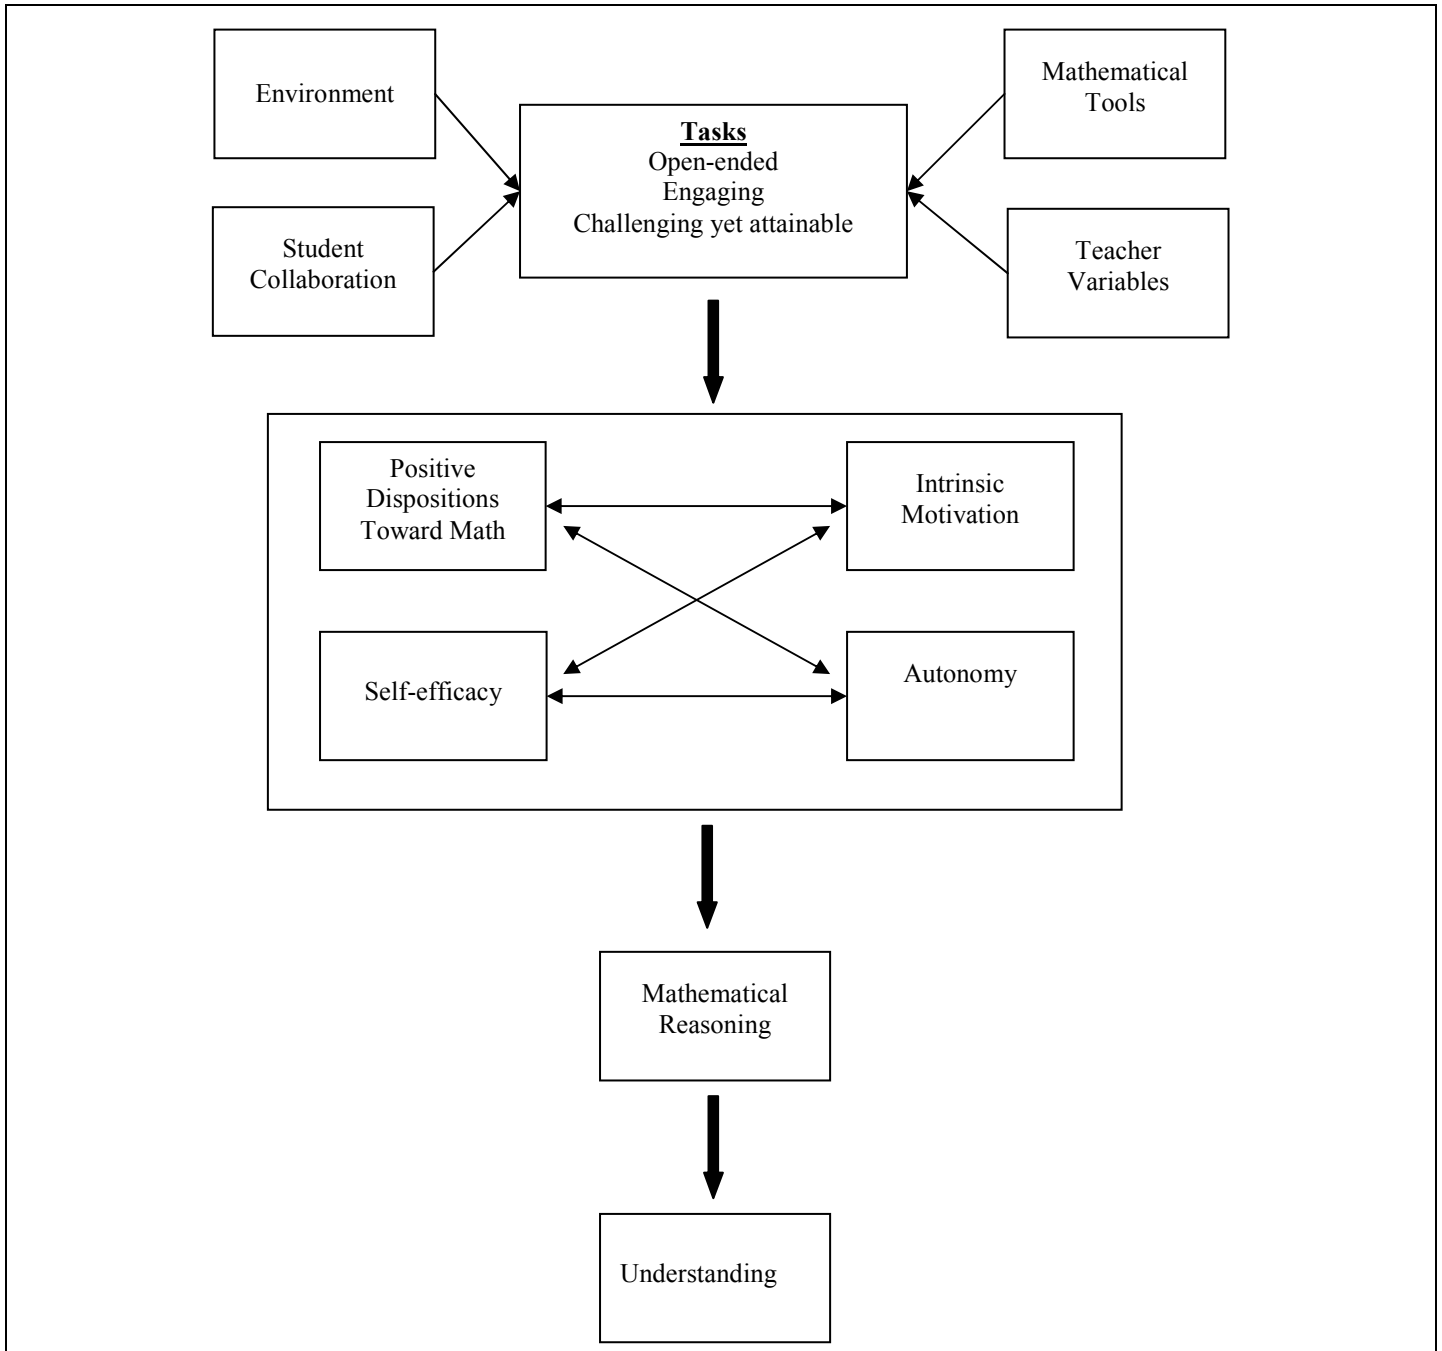 Environment
Mathematical
Tools
Tasks
Open-ended
Engaging
Challenging yet attainable
Student
Collaboration
Teacher
Variables
Positive
Dispositions
Toward Math
Intrinsic
Motivation
Self-efficacy
Autonomy
Mathematical
Reasoning
Understanding